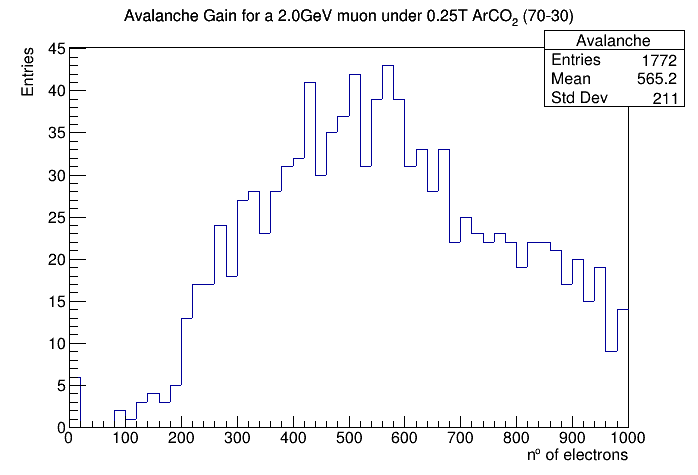 Avalanche Gain for a 2.0GeV muon under 0.25T ArCO₂ (70-30)
Avalanche
Entries 1772
Mean 565.2
Std Dev 211
Entries
45
40
35
30
25
20
15
10
5
0
0 100 200 300 400 500 600 700 800 900 1000
nº of electrons